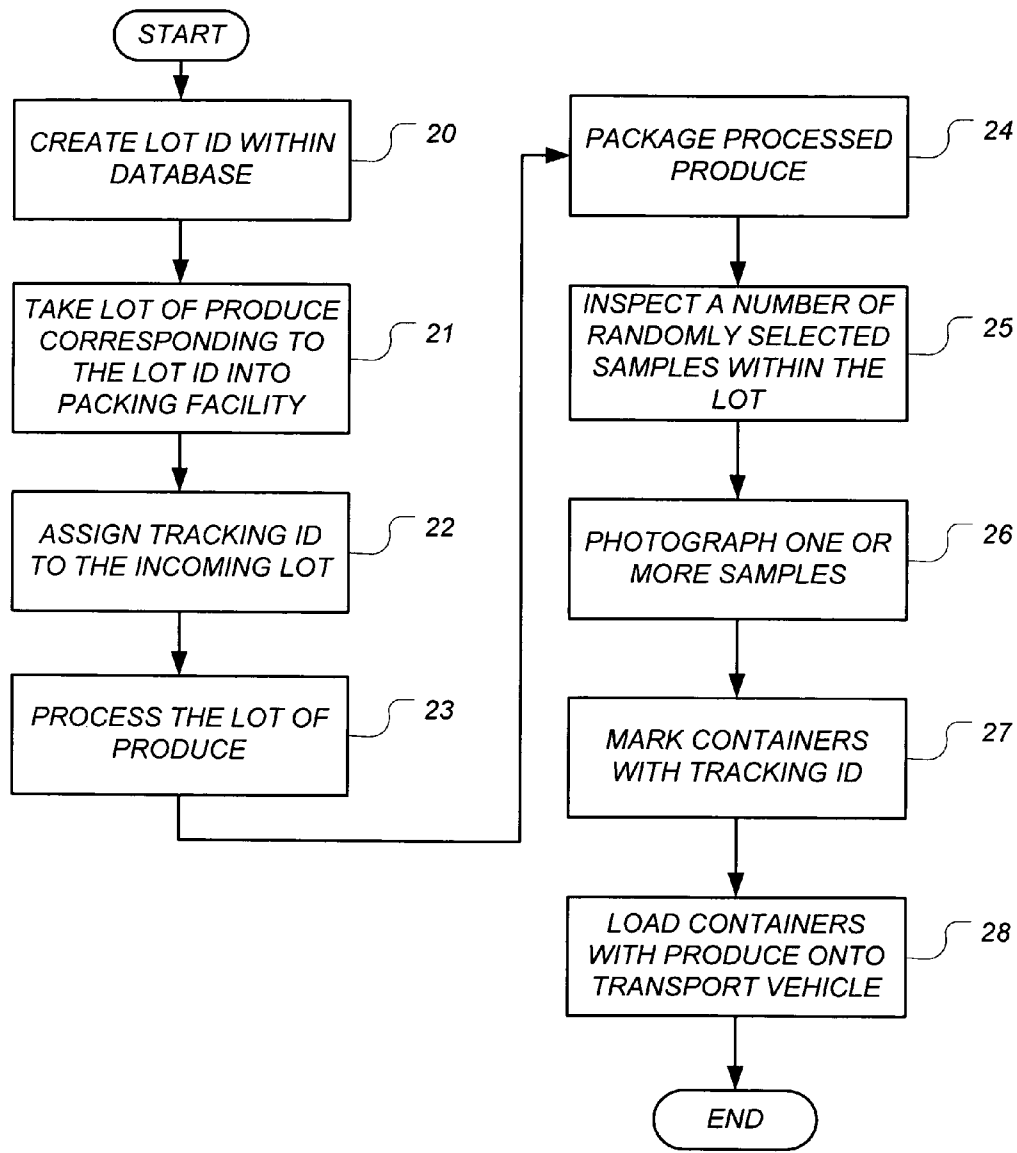 START
CREATE LOT ID WITHIN
DATABASE
20
TAKE LOT OF PRODUCE
CORRESPONDING TO
THE LOT ID INTO
PACKING FACILITY
21
ASSIGN TRACKING ID
TO THE INCOMING LOT
22
PROCESS THE LOT OF
PRODUCE
23
PACKAGE PROCESSED
PRODUCE
24
INSPECT A NUMBER OF
RANDOMLY SELECTED
SAMPLES WITHIN THE
LOT
25
PHOTOGRAPH ONE OR
MORE SAMPLES
26
MARK CONTAINERS
WITH TRACKING ID
27
LOAD CONTAINERS
WITH PRODUCE ONTO
TRANSPORT VEHICLE
28
END